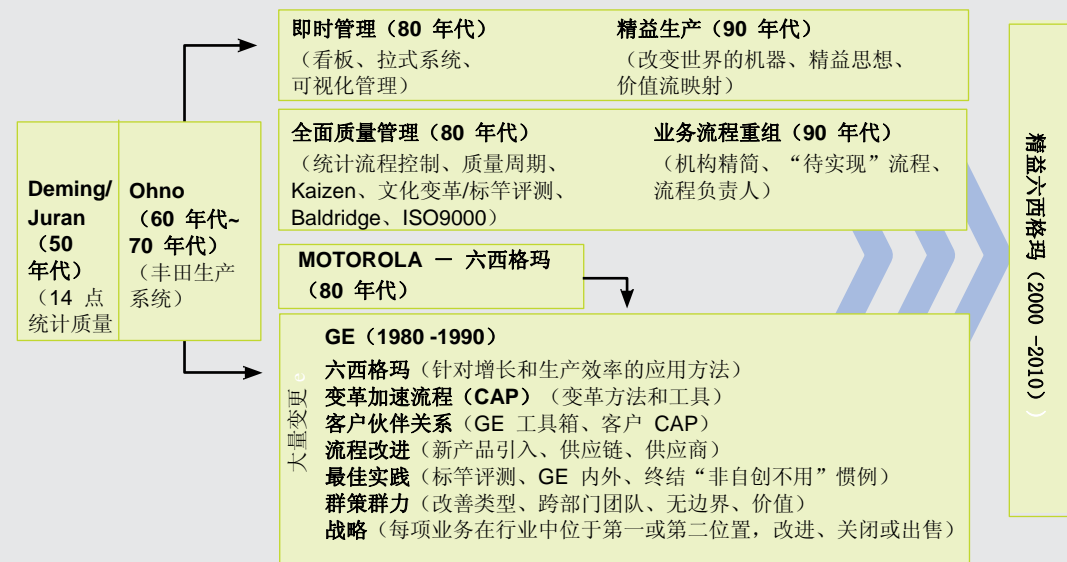 Deming/
Juran
（50
年代）
（14 点
统计质量
Ohno
（60 年代~
70 年代）
（丰田生产
系统）
即时管理（80 年代）
（看板、拉式系统、
可视化管理）
精益生产（90 年代）
（改变世界的机器、精益思想、
价值流映射）
全面质量管理（80 年代）
（统计流程控制、质量周期、
Kaizen、文化变革/标竿评测、
Baldridge、ISO9000）
业务流程重组（90 年代）
（机构精简、“待实现”流程、
流程负责人）
MOTOROLA － 六西格玛
（80 年代）
大量变更 e
GE（1980 -1990）
六西格玛（针对增长和生产效率的应用方法）
变革加速流程（CAP）（变革方法和工具）
客户伙伴关系（GE 工具箱、客户 CAP）
流程改进（新产品引入、供应链、供应商）
最佳实践（标竿评测、GE 内外、终结“非自创不用”惯例）
群策群力（改善类型、跨部门团队、无边界、价值）
战略（每项业务在行业中位于第一或第二位置，改进、关闭或出售）
精益六西格玛（2000 -2010））